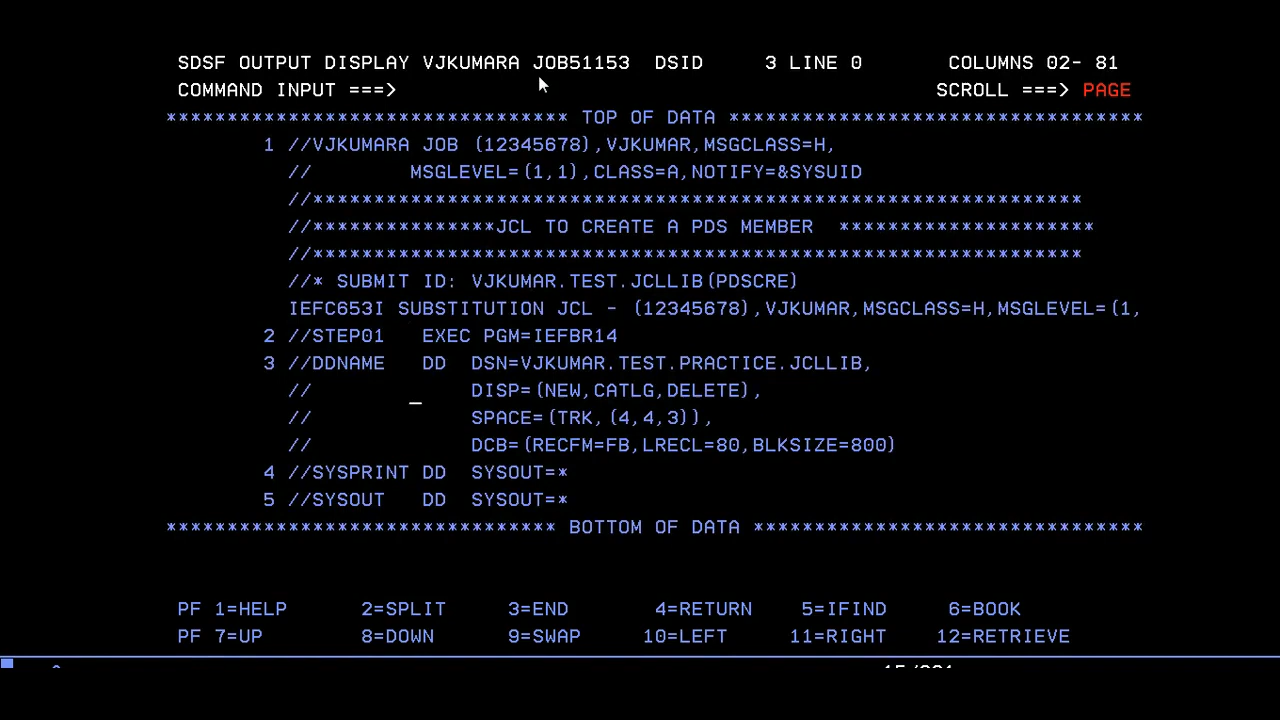 SDSF OUTPUT DISPLAY VJKUMARA JOB51153  DSID     3 LINE 0       COLUMNS 02- 81
COMMAND INPUT ===>                                            SCROLL ===> PAGE
********************************* TOP OF DATA **********************************
        1 //VJKUMARA JOB (12345678),VJKUMAR,MSGCLASS=H,
          //        MSGLEVEL=(1,1),CLASS=A,NOTIFY=&SYSUID
          //***************************************************************
          //***************JCL TO CREATE A PDS MEMBER  *********************
          //***************************************************************
          //* SUBMIT ID: VJKUMAR.TEST.JCLLIB(PDSCRE)
          IEFC653I SUBSTITUTION JCL - (12345678),VJKUMAR,MSGCLASS=H,MSGLEVEL=(1,
        2 //STEP01   EXEC PGM=IEFBR14
        3 //DDNAME   DD  DSN=VJKUMAR.TEST.PRACTICE.JCLLIB,
          //             DISP=(NEW,CATLG,DELETE),
          //             SPACE=(TRK,(4,4,3)),
          //             DCB=(RECFM=FB,LRECL=80,BLKSIZE=800)
        4 //SYSPRINT DD  SYSOUT=*
        5 //SYSOUT   DD  SYSOUT=*
******************************** BOTTOM OF DATA ********************************
PF 1=HELP      2=SPLIT     3=END       4=RETURN    5=IFIND     6=BOOK
PF 7=UP        8=DOWN      9=SWAP     10=LEFT     11=RIGHT    12=RETRIEVE